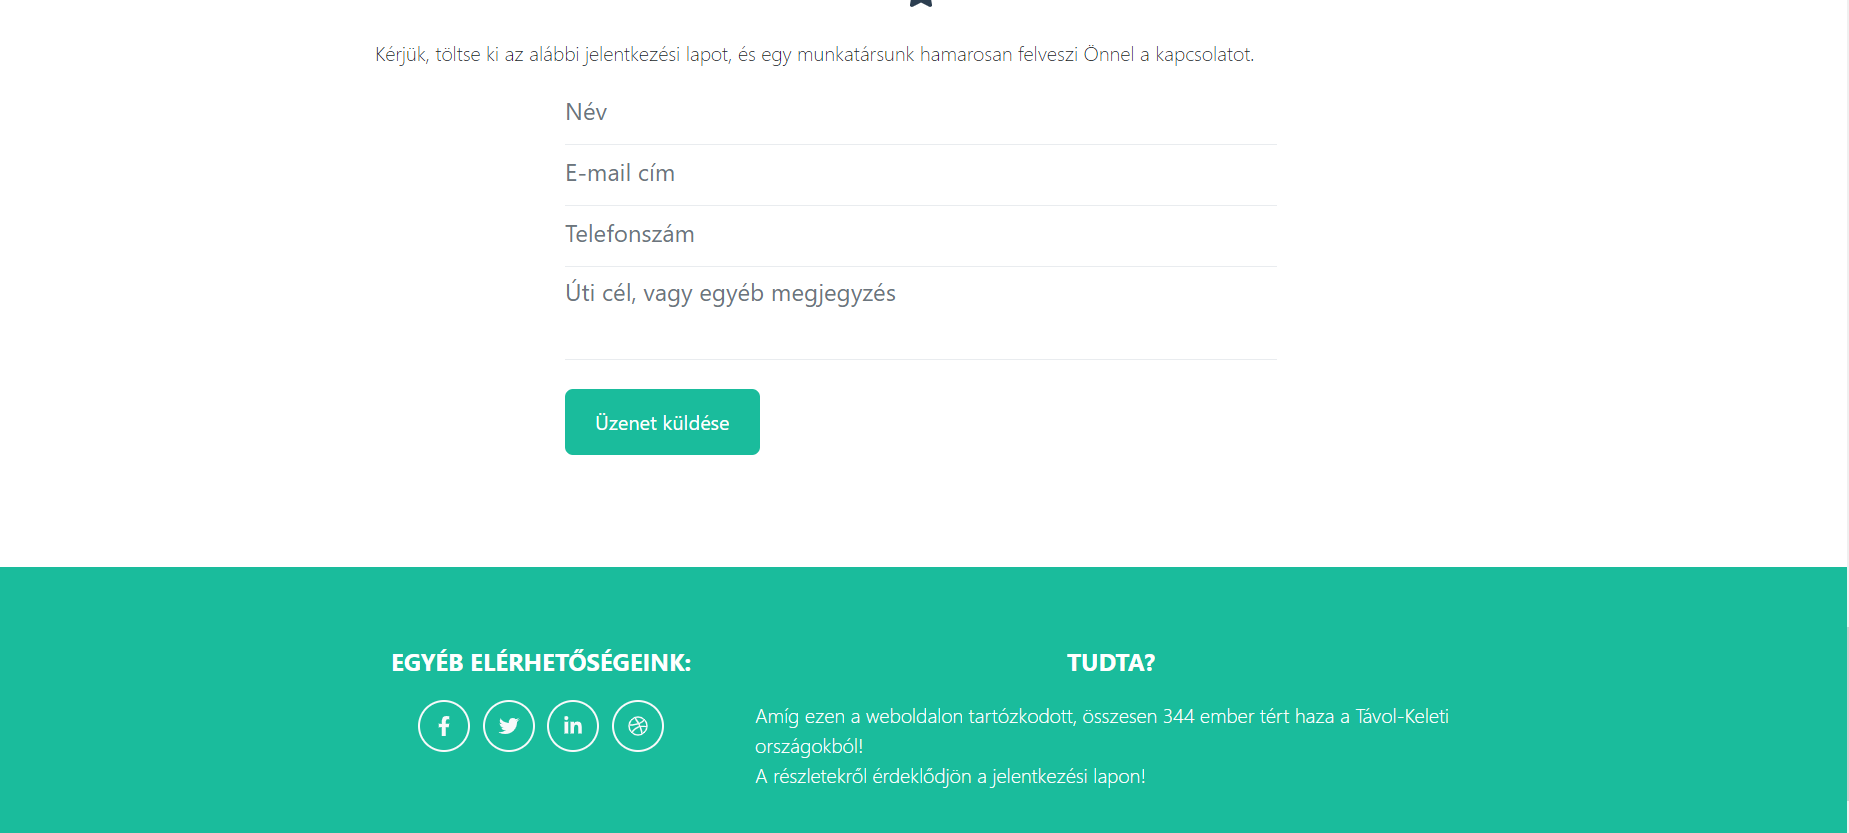 Kérjük, töltse ki az alábbi jelentkezési lapot, és egy munkatársunk hamarosan felveszi Önnel a kapcsolatot.
Név
E-mail cím
Telefonszám
Úti cél, vagy egyéb megjegyzés
Üzenet küldése
EGYÉB ELÉRHETŐSÉGEINK:
TUDTA?
Amíg ezen a weboldalon tartózkodott, összesen 344 ember tért haza a Távol-Keleti
országokból!
A részletekről érdeklődjön a jelentkezési lapon!